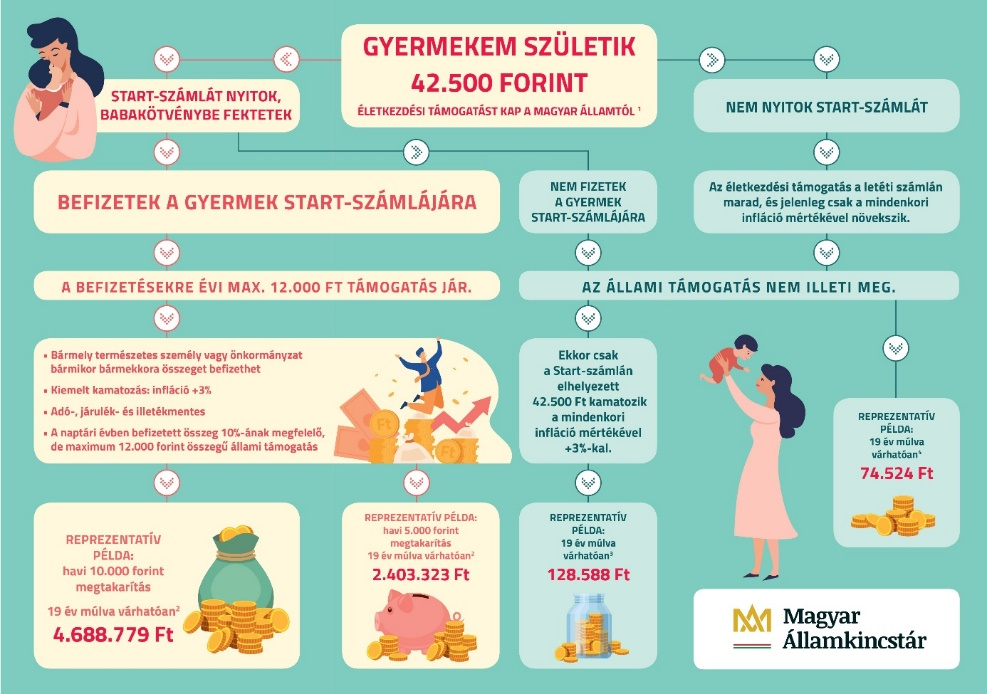 GYERMEKEM SZÜLETIK
42.500 FORINT
ÉLETKEZDÉSI TÁMOGATÁST KAP A MAGYAR ÁLLAMTÓL ¹
START-SZÁMLÁT NYITOK,
BABAKÖTVÉNYBE FEKTETEK
NEM NYITOK START-SZÁMLÁT
BEFIZETEK A GYERMEK START-SZÁMLÁJÁRA
NEM FIZETEK
A GYERMEK
START-SZÁMLÁJÁRA
Az életkezdési támogatás a letéti számlán
marad, és jelenleg csak a mindenkori
infláció mértékével növekszik.
A BEFIZETÉSEKRE ÉVI MAX. 12.000 FT TÁMOGATÁS JÁR.
AZ ÁLLAMI TÁMOGATÁS NEM ILLETI MEG.
• Bármely természetes személy vagy önkormányzat
bármikor bármekkora összeget befizethet
• Kiemelt kamatozás: infláció +3%
• Adó-, járulék- és illetékmentes
• A naptári évben befizetett összeg 10%-ának megfelelő,
de maximum 12.000 forint összegű állami támogatás
Ft
Ft
Ekkor csak
a Start-számlán
elhelyezett
42.500 Ft kamatozik
a mindenkori
infláció mértékével
+3%-kal.
REPREZENTATÍV
PÉLDA:
19 év múlva
várhatóan⁴
74.524 Ft
REPREZENTATÍV
PÉLDA:
havi 10.000 forint
megtakarítás
19 év múlva várhatóan²
4.688.779 Ft
REPREZENTATÍV PÉLDA:
havi 5.000 forint
megtakarítás
19 év múlva várhatóan²
2.403.323 Ft
REPREZENTATÍV
PÉLDA:
19 év múlva
várhatóan³
128.588 Ft
Magyar
Államkincstár